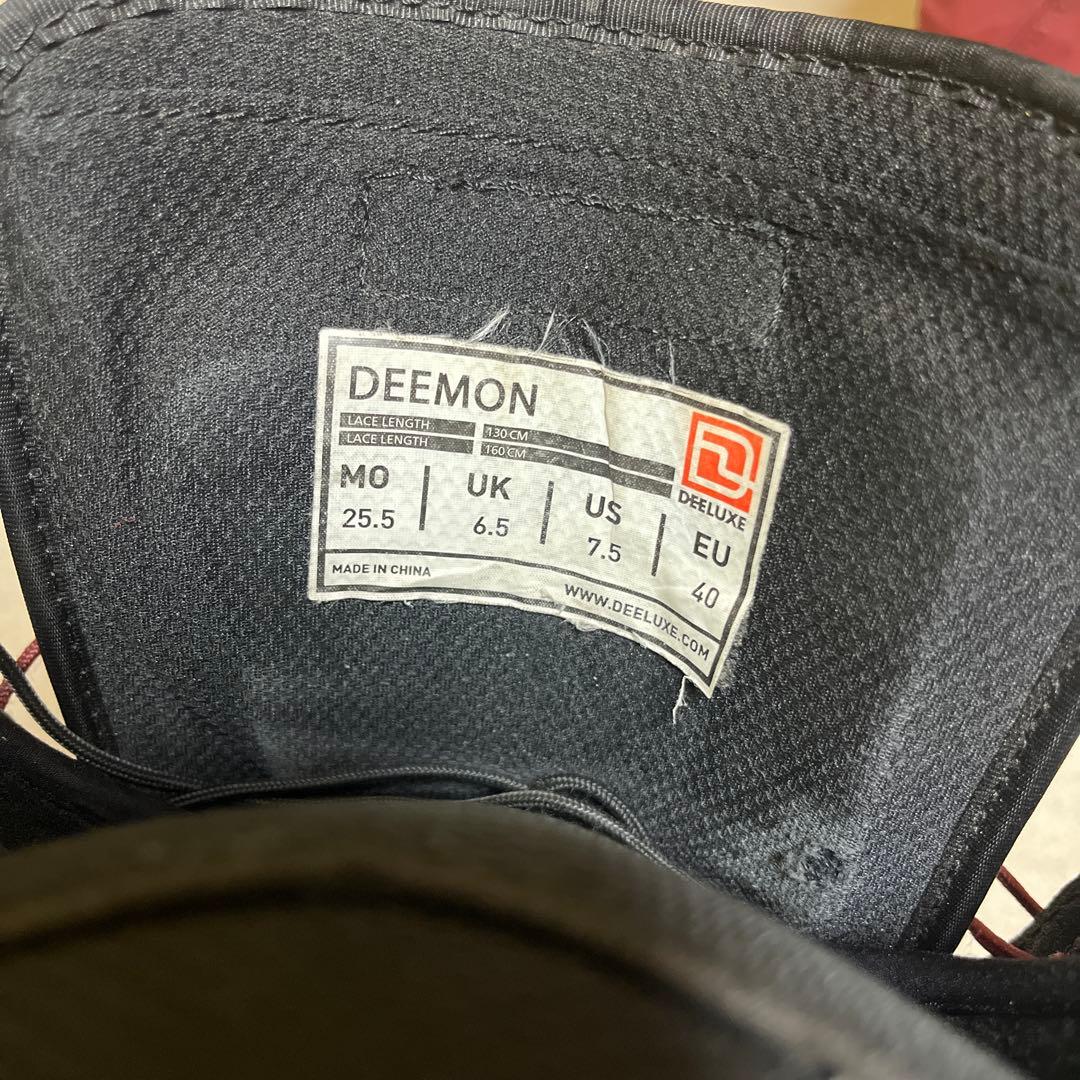 DEEMON
LACE LENGTH 130 CM
LACE LENGTH 160 CM
DEELUXE
MO UK US EU
25.5 6.5 7.5 40
MADE IN CHINA
WWW.DEELUXE.COM